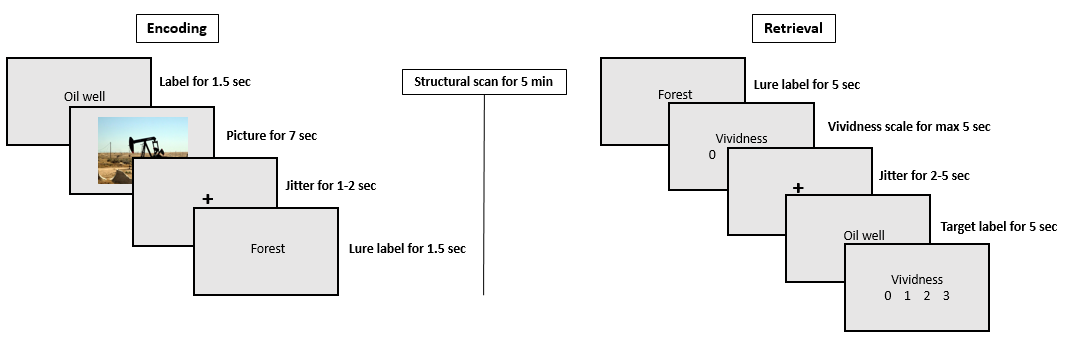 Encoding
Label for 1.5 sec
Oil well
Picture for 7 sec
Jitter for 1-2 sec
+
Forest
Lure label for 1.5 sec
Structural scan for 5 min
Retrieval
Forest
Lure label for 5 sec
Vividness
0
Vividness scale for max 5 sec
+
Jitter for 2-5 sec
Oil well
Target label for 5 sec
Vividness
0 1 2 3